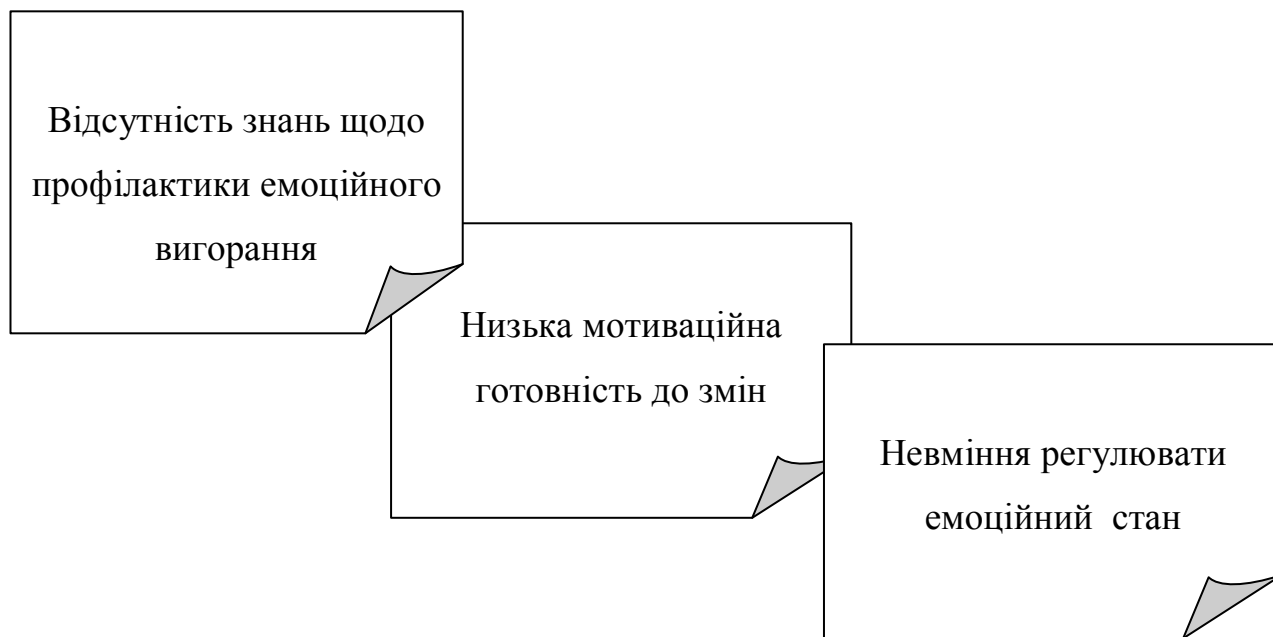 Відсутність знань щодо
профілактики емоційного
вигорання
Низька мотиваційна
готовність до змін
Невміння регулювати
емоційний стан